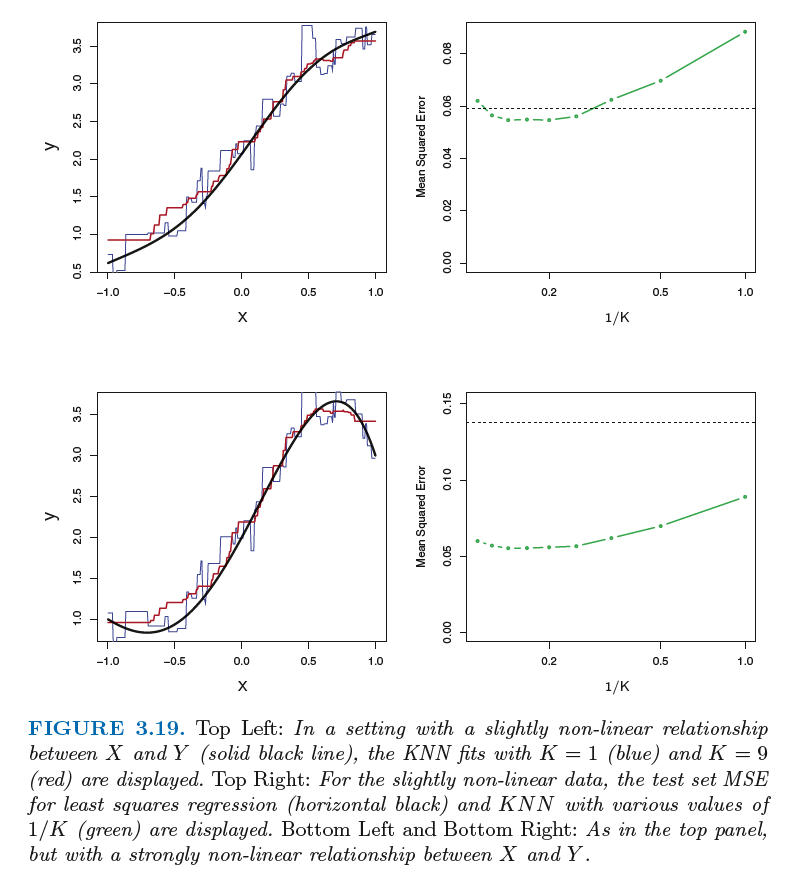 y
0.5 1.0 1.5 2.0 2.5 3.0 3.5
−1.0 −0.5 0.0 0.5 1.0
X
Mean Squared Error
0.00 0.02 0.04 0.06 0.08
0.2 0.5 1.0
1/K
y
1.0 1.5 2.0 2.5 3.0 3.5
−1.0 −0.5 0.0 0.5 1.0
X
Mean Squared Error
0.00 0.05 0.10 0.15
0.2 0.5 1.0
1/K
FIGURE 3.19. Top Left: In a setting with a slightly non-linear relationship
between X and Y (solid black line), the KNN fits with K = 1 (blue) and K = 9
(red) are displayed. Top Right: For the slightly non-linear data, the test set MSE
for least squares regression (horizontal black) and KNN with various values of
1/K (green) are displayed. Bottom Left and Bottom Right: As in the top panel,
but with a strongly non-linear relationship between X and Y.